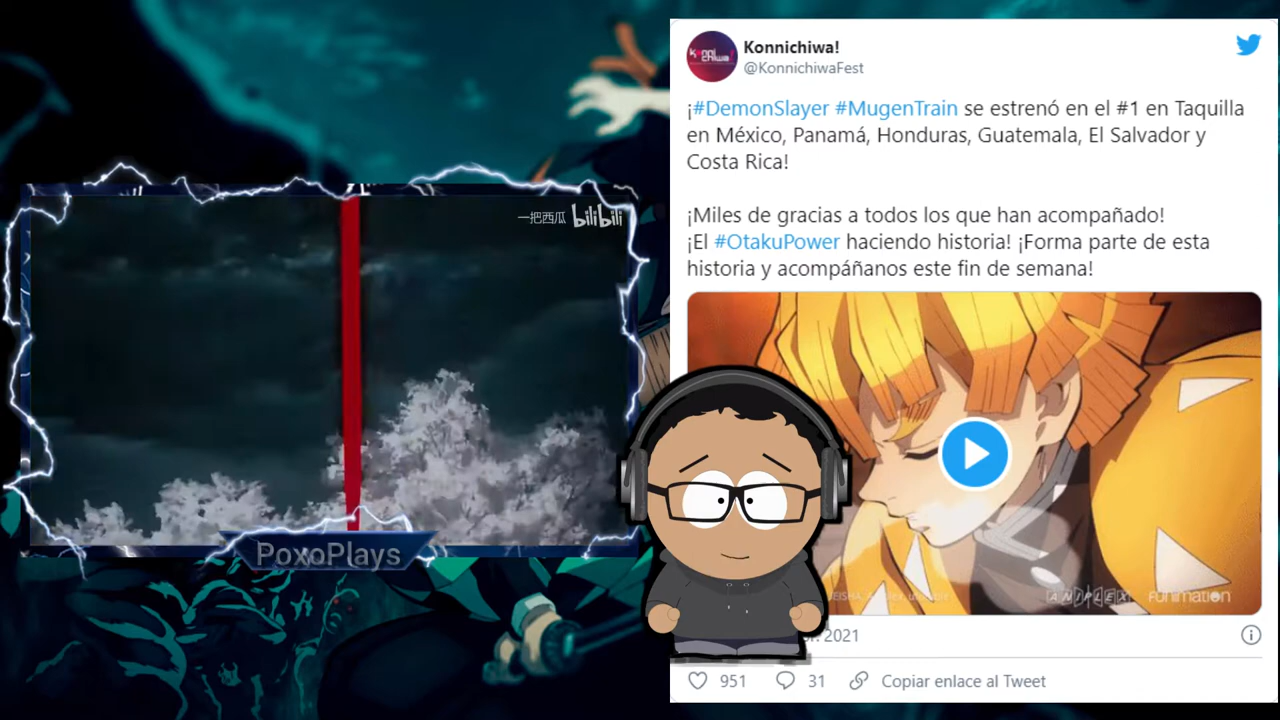 一把西瓜 bilibili
PoxoPlays
Konnichiwa!
@KonnichiwaFest
¡#DemonSlayer #MugenTrain se estrenó en el #1 en Taquilla
en México, Panamá, Honduras, Guatemala, El Salvador y
Costa Rica!
¡Miles de gracias a todos los que han acompañado!
¡El #OtakuPower haciendo historia! ¡Forma parte de esta
historia y acompáñanos este fin de semana!
ANIPLEX FUNiMATiON
2021
951 31 Copiar enlace al Tweet